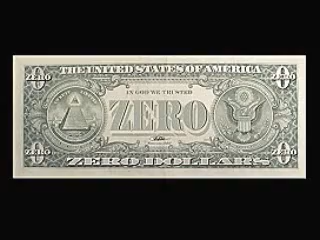 THE UNITED STATES OF AMERICA
0 ZERO
ZERO 0
IN GOD WE TRUSTED
ZERO
0 ZERO
ZERO 0
ZERO DOLLARS